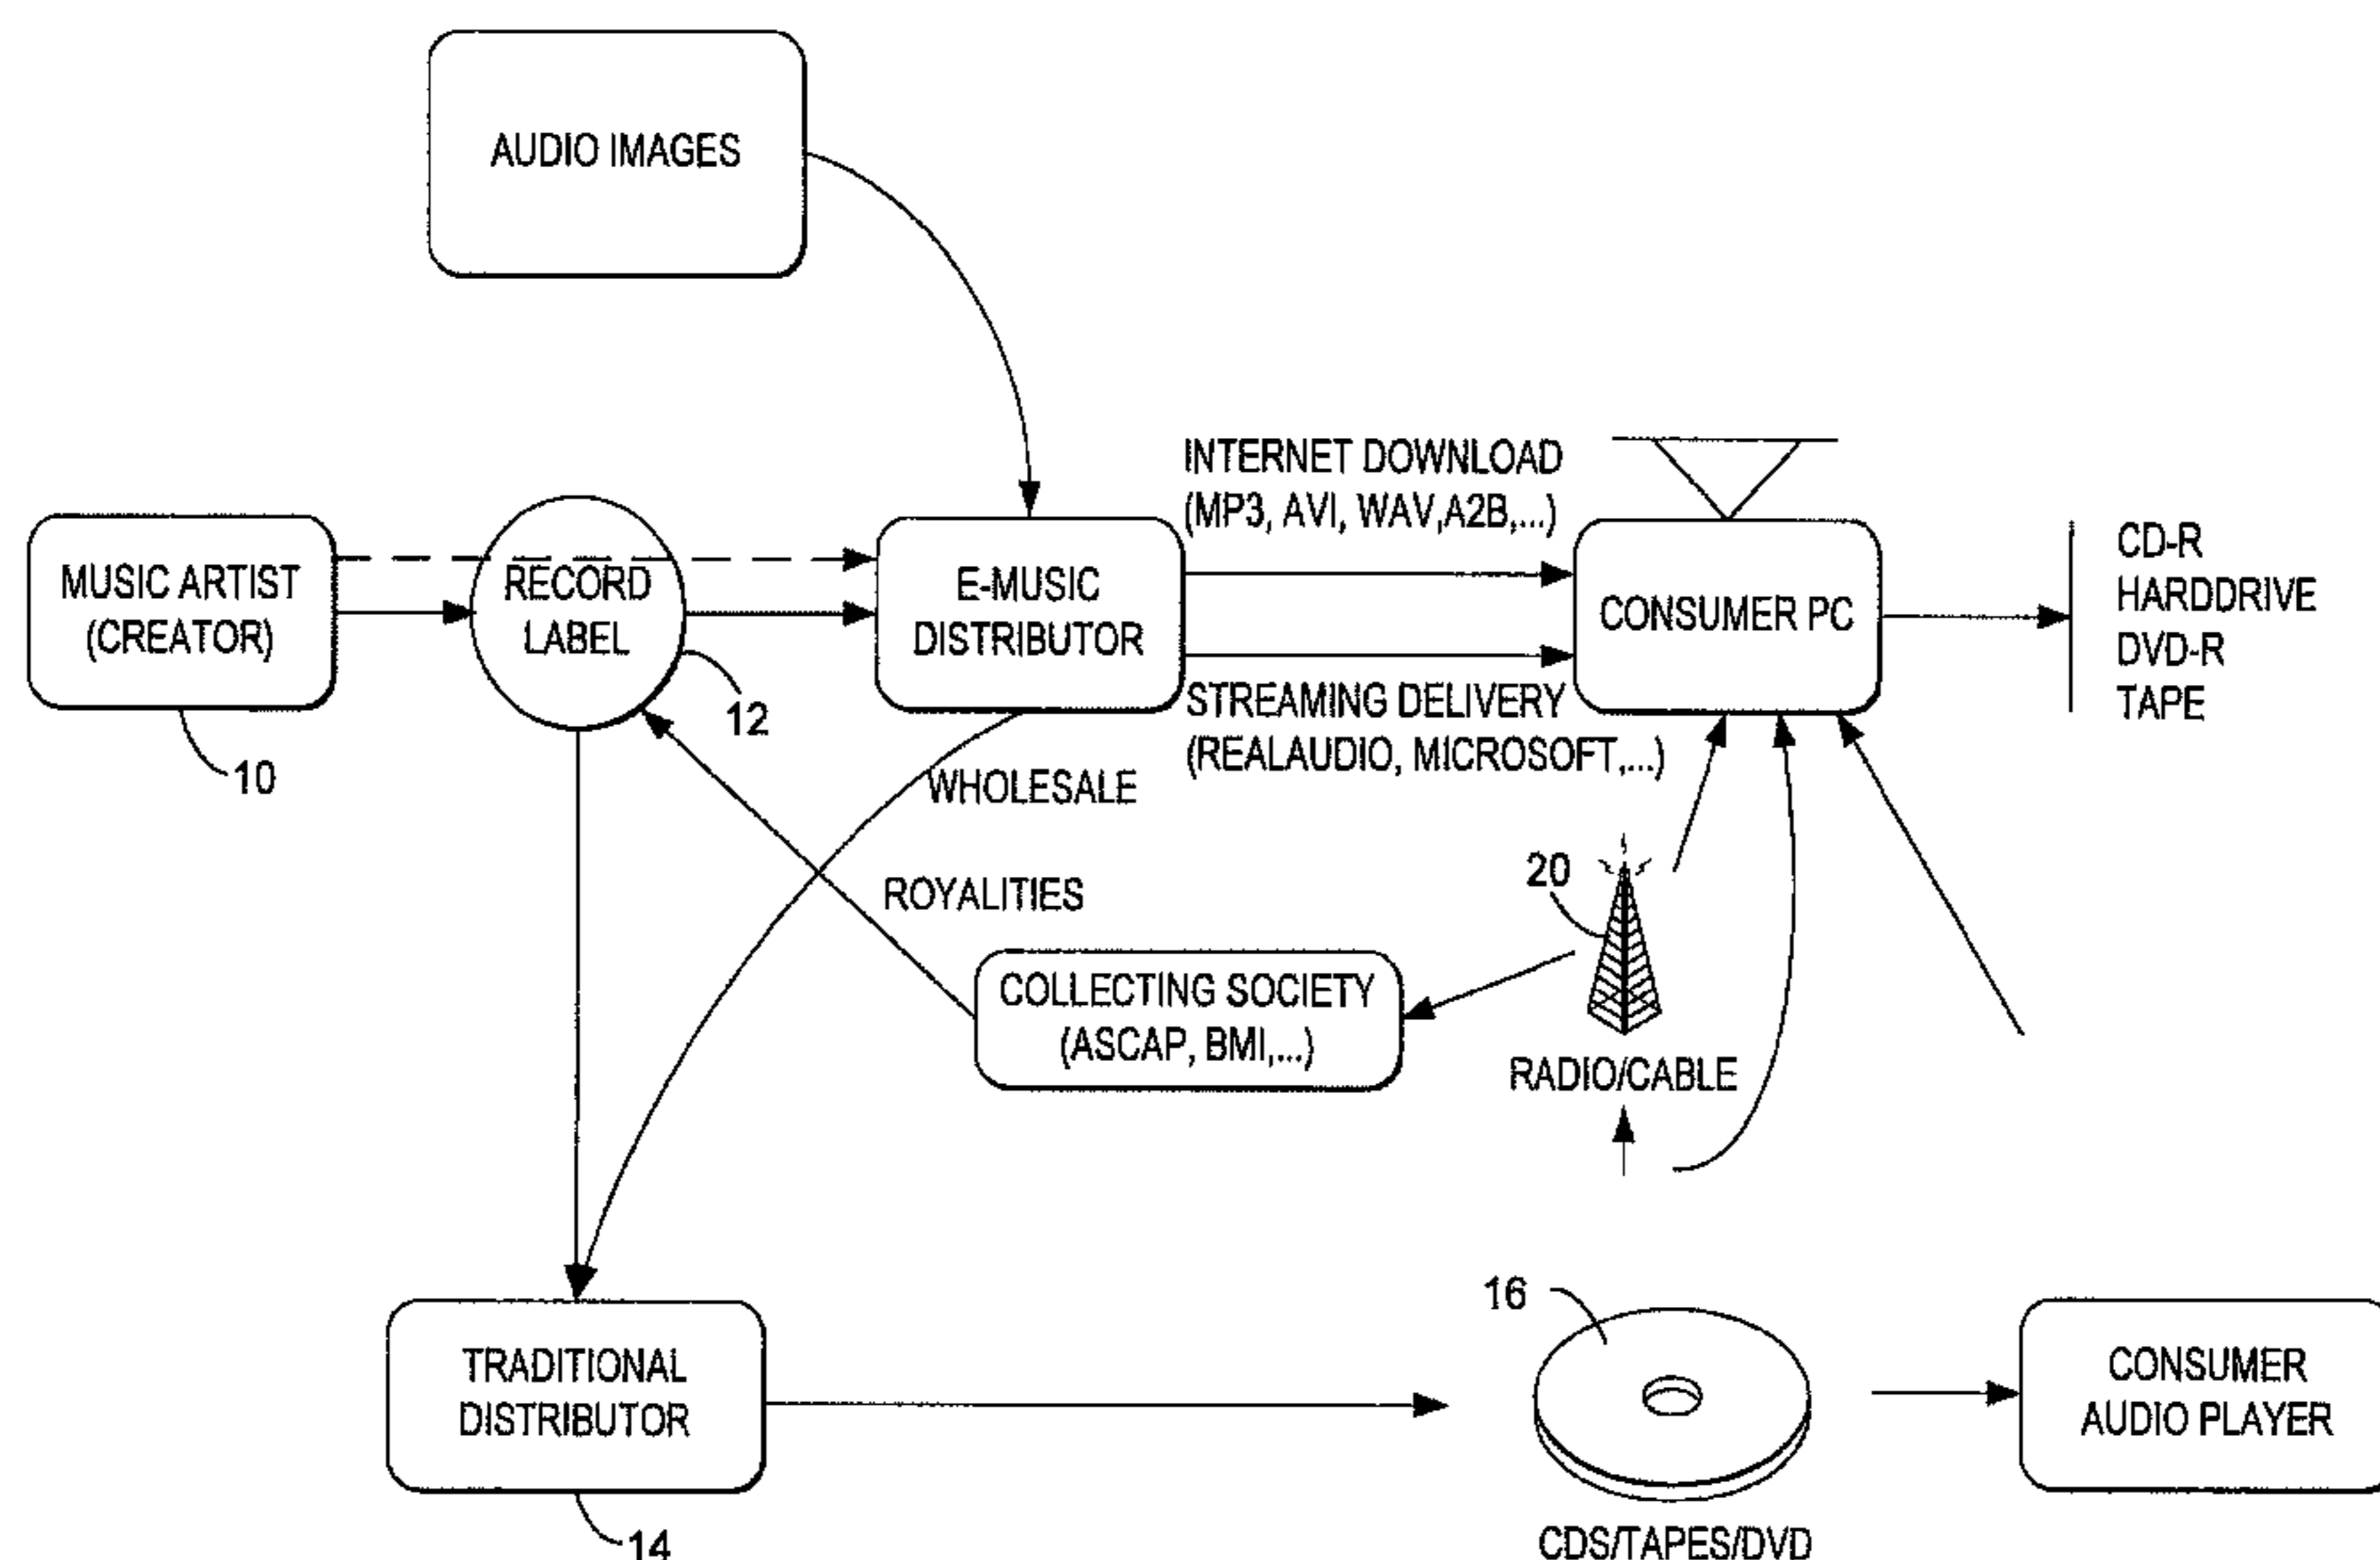 AUDIO IMAGES
INTERNET DOWNLOAD
(MP3, AVI, WAV,A2B,...)
MUSIC ARTIST
(CREATOR)
10
RECORD
LABEL
12
E-MUSIC
DISTRIBUTOR
CONSUMER PC
CD-R
HARDDRIVE
DVD-R
TAPE
STREAMING DELIVERY
(REALAUDIO, MICROSOFT,...)
WHOLESALE
ROYALITIES
COLLECTING SOCIETY
(ASCAP, BMI,...)
20
RADIO/CABLE
TRADITIONAL
DISTRIBUTOR
14
16
CDS/TAPES/DVD
CONSUMER
AUDIO PLAYER